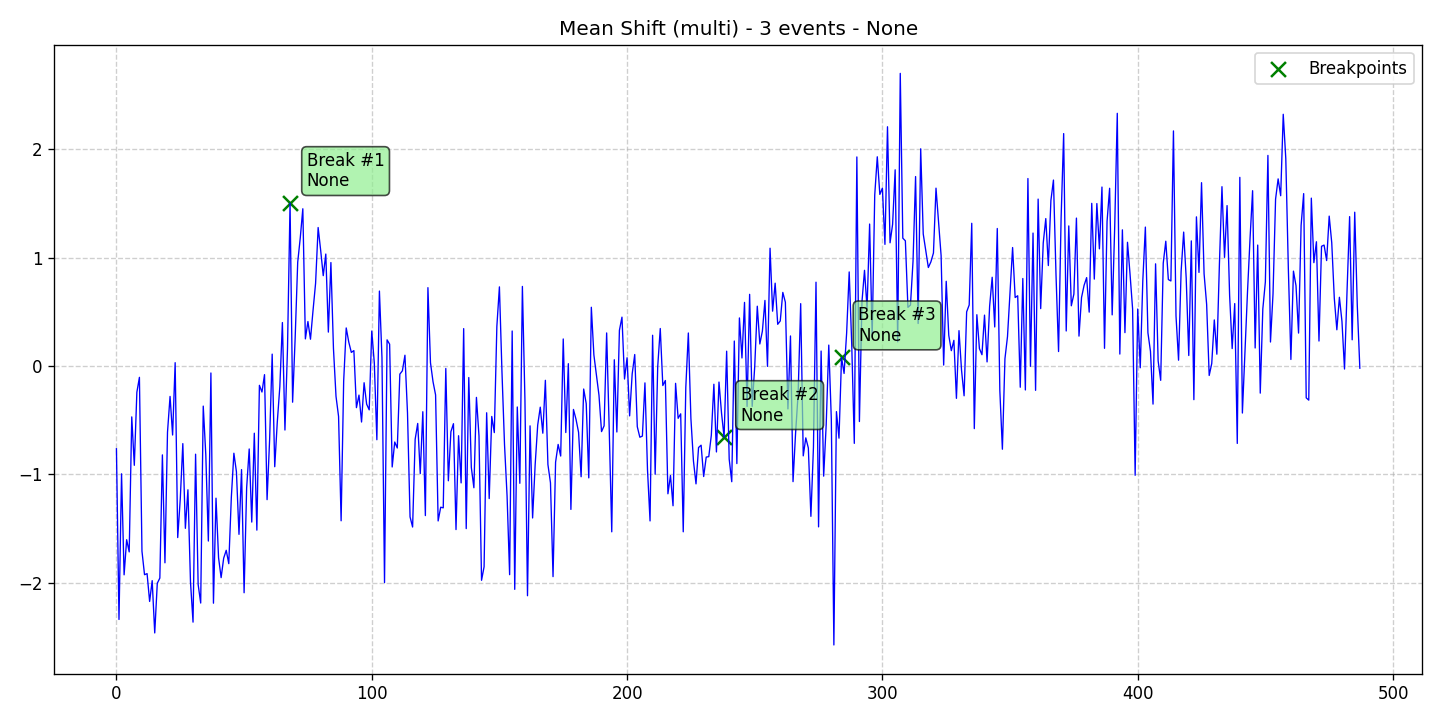 Mean Shift (multi) - 3 events - None
Breakpoints
Break #1
None
Break #3
None
Break #2
None
2
1
0
−1
−2
0
100
200
300
400
500